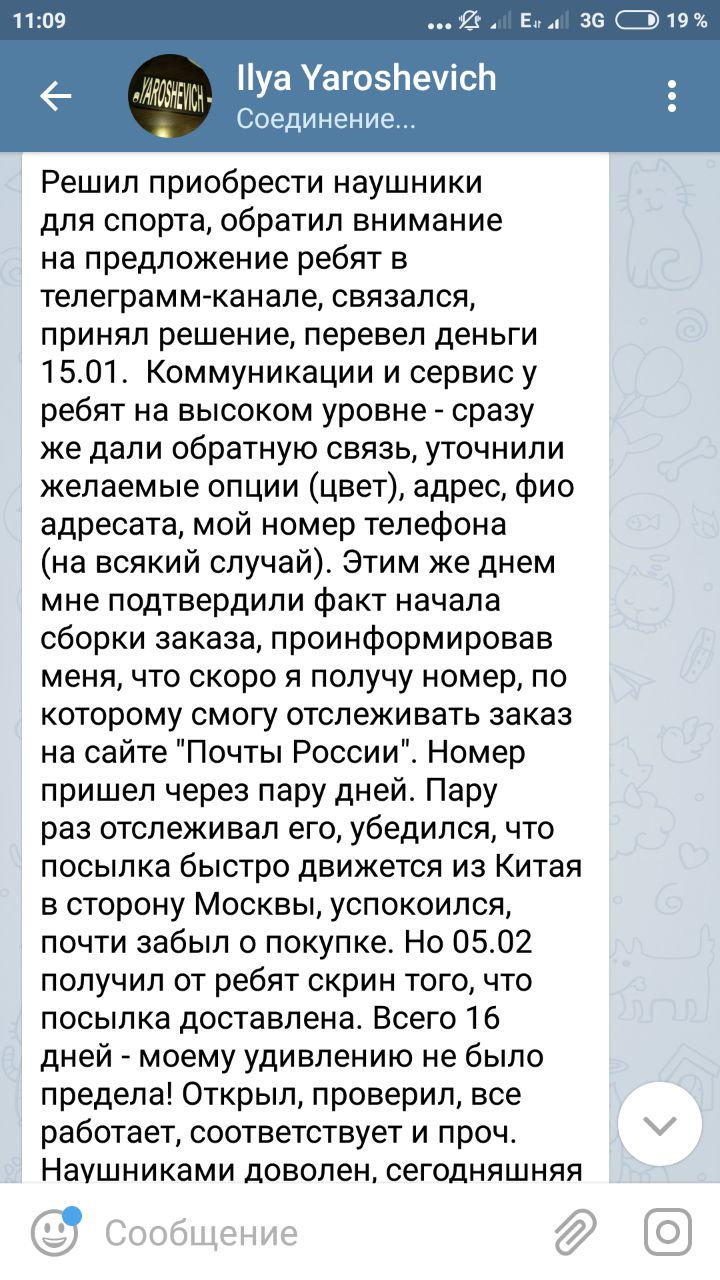 11:09
... E 3G 19 %
YAROSHEVICH
Ilya Yaroshevich
Соединение...
Решил приобрести наушники
для спорта, обратил внимание
на предложение ребят в
телеграмм-канале, связался,
принял решение, перевел деньги
15.01.  Коммуникации и сервис у
ребят на высоком уровне - сразу
же дали обратную связь, уточнили
желаемые опции (цвет), адрес, фио
адресата, мой номер телефона
(на всякий случай). Этим же днем
мне подтвердили факт начала
сборки заказа, проинформировав
меня, что скоро я получу номер, по
которому смогу отслеживать заказ
на сайте "Почты России". Номер
пришел через пару дней. Пару
раз отслеживал его, убедился, что
посылка быстро движется из Китая
в сторону Москвы, успокоился,
почти забыл о покупке. Но 05.02
получил от ребят скрин того, что
посылка доставлена. Всего 16
дней - моему удивлению не было
предела! Открыл, проверил, все
работает, соответствует и проч.
Наушниками доволен, сегодняшняя
Сообщение